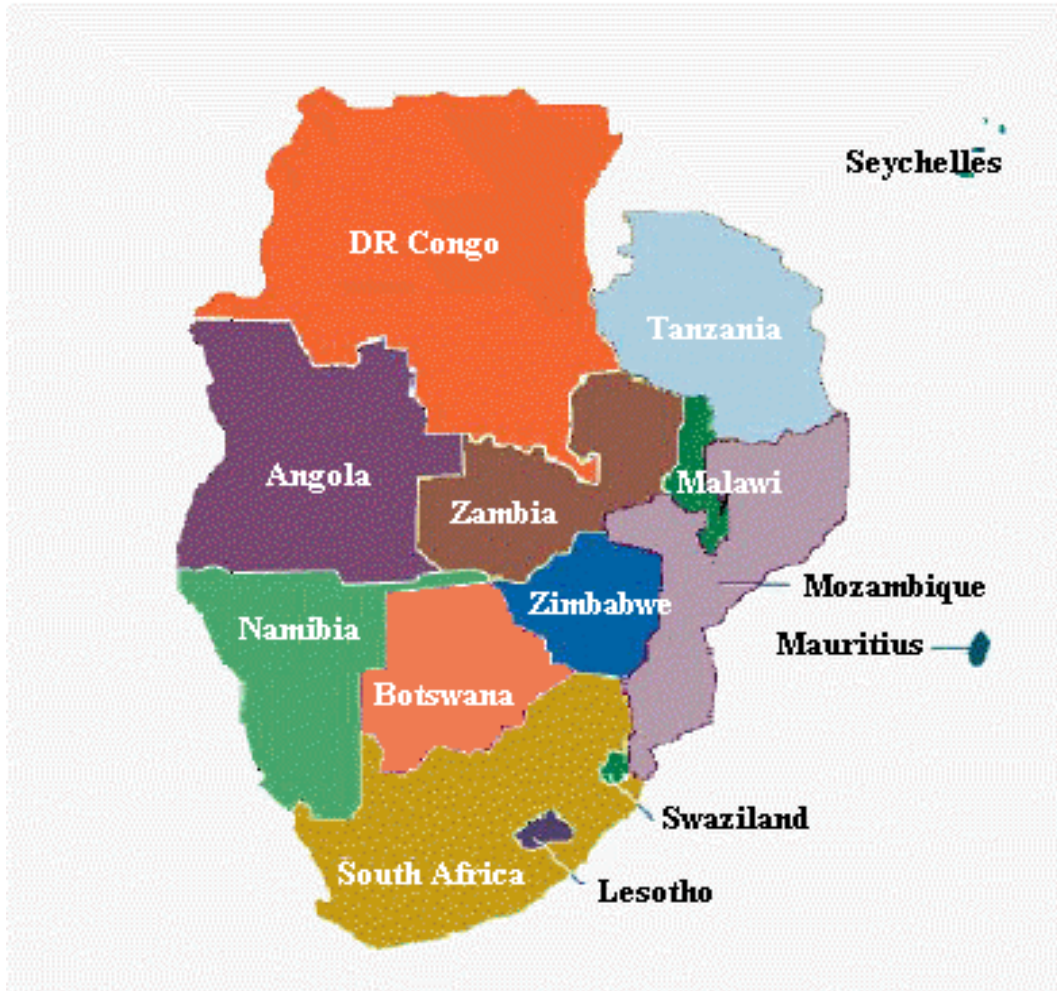 Seychelles
DR Congo
Tanzania
Angola
Malawi
Zambia
Mozambique
Zimbabwe
Namibia
Mauritius
Botswana
Swaziland
South Africa
Lesotho